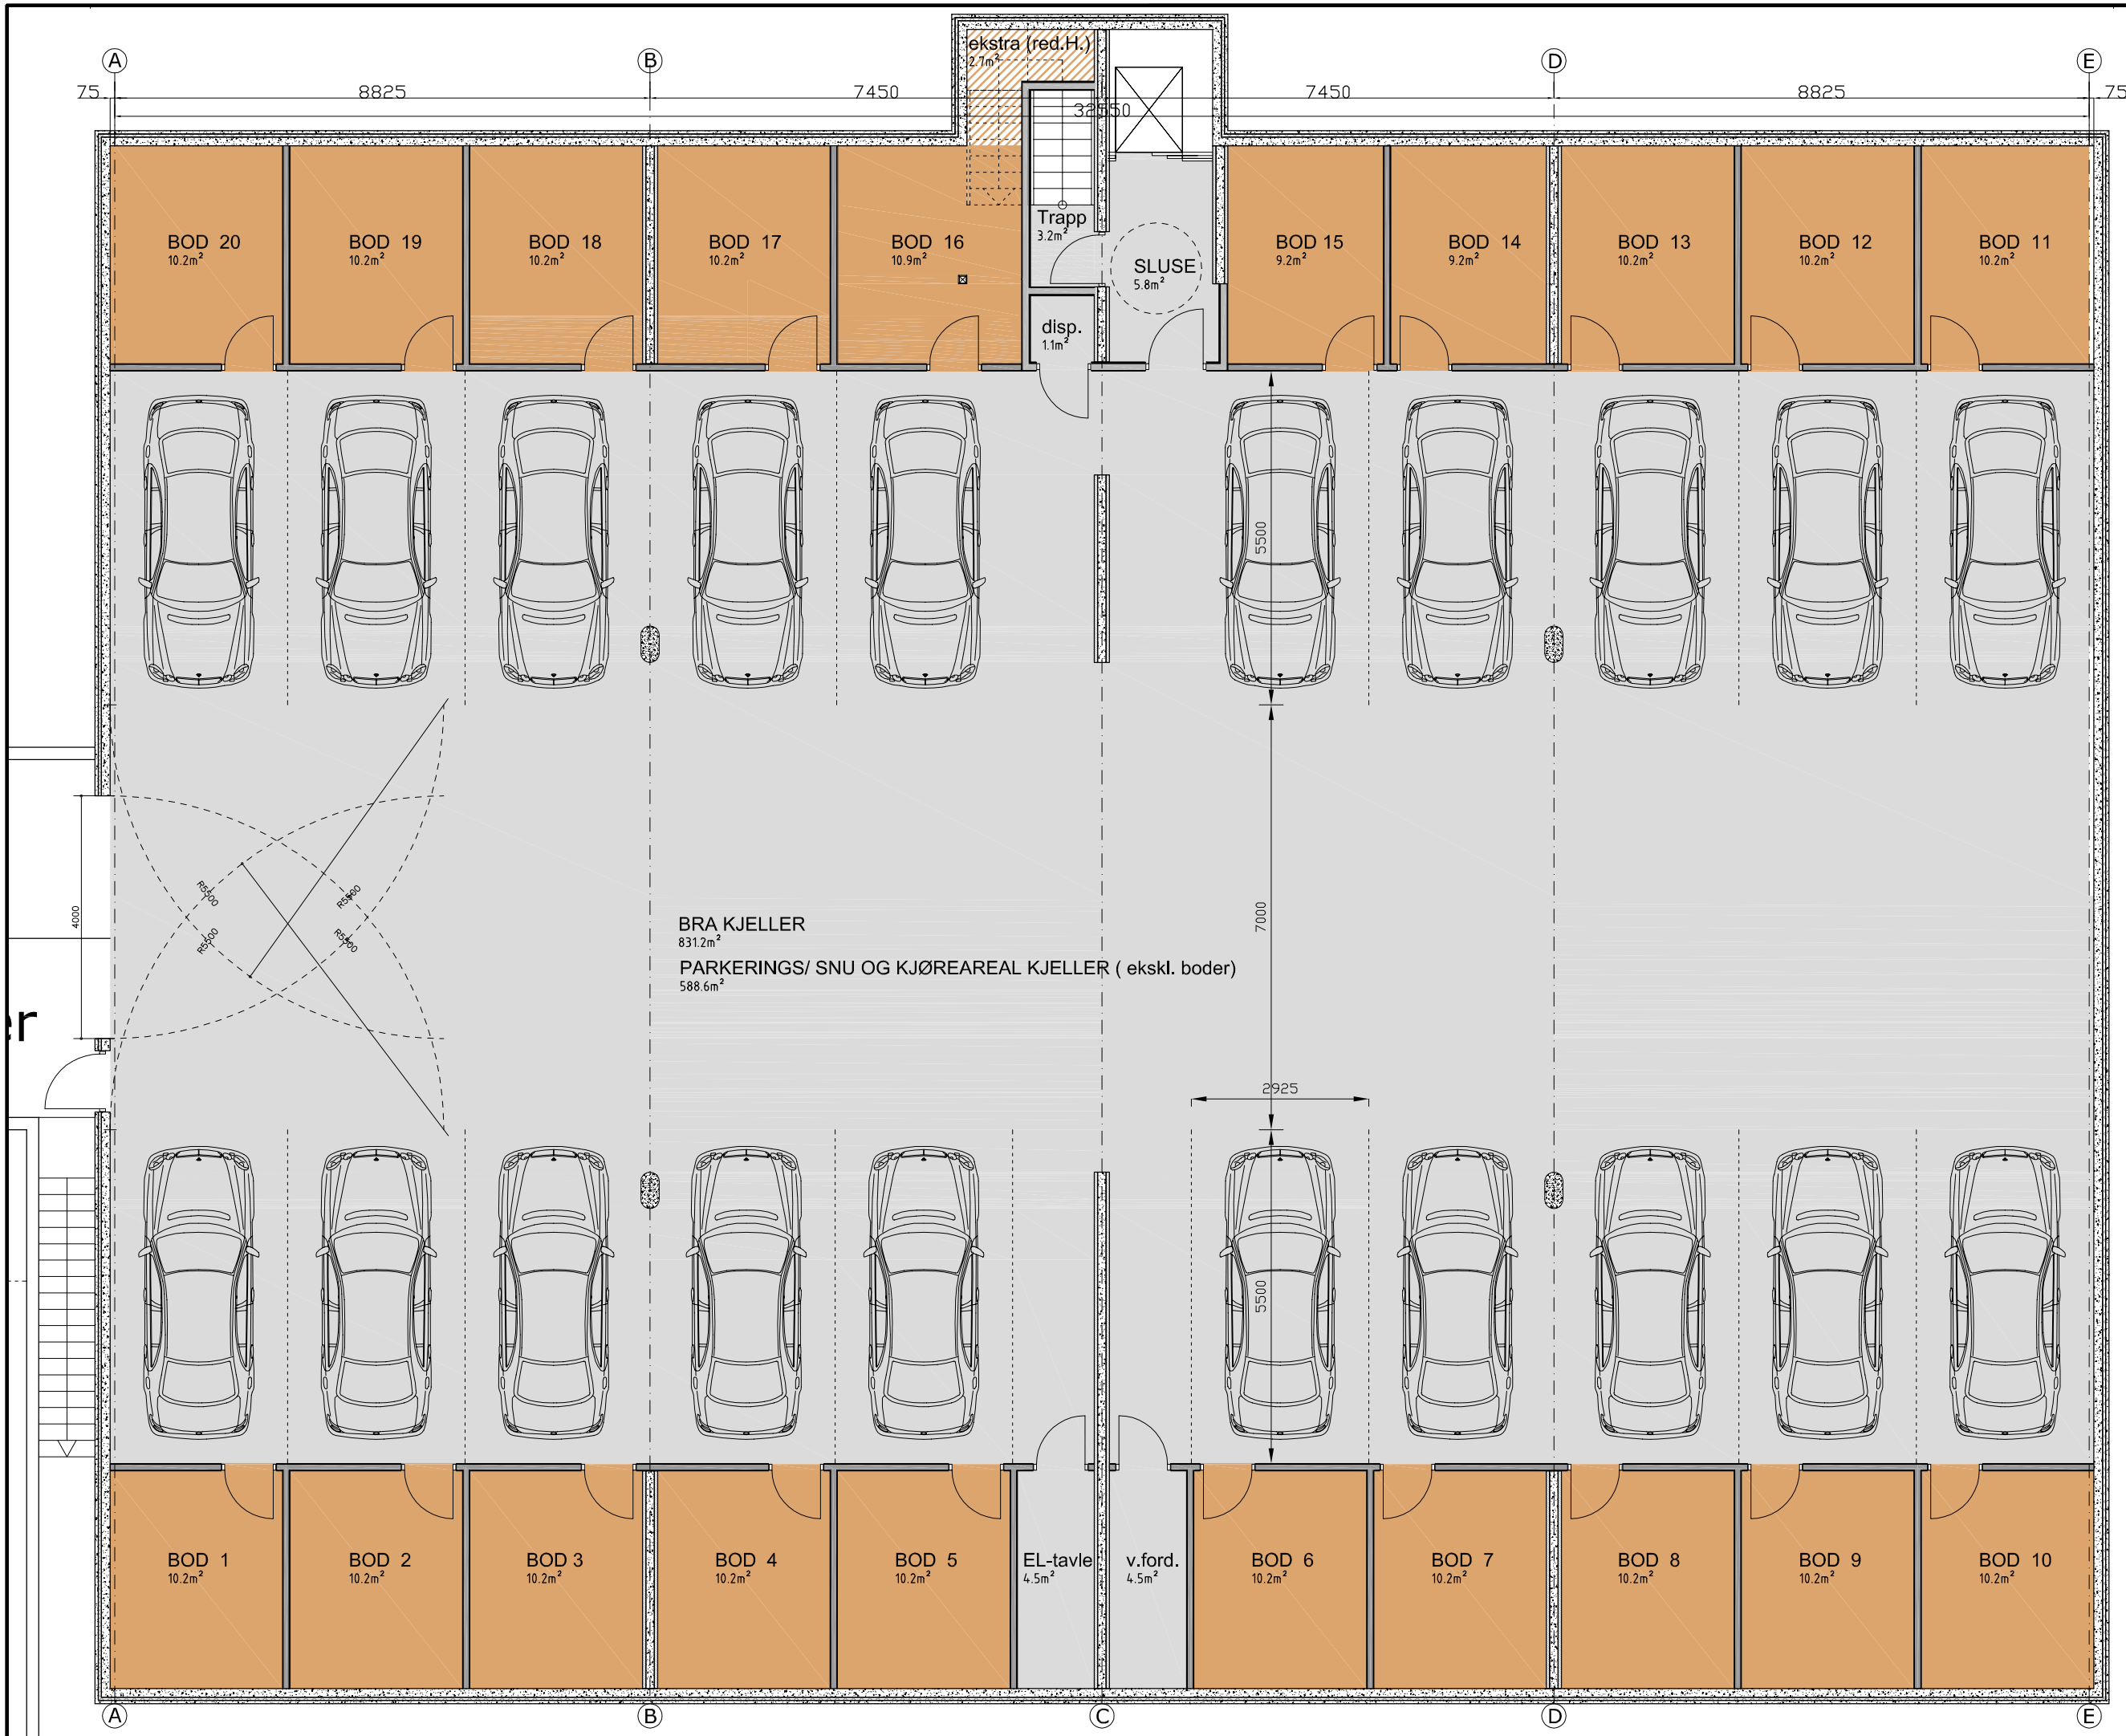 ekstra (red.H.)
2.7m²
A
B
D
E
75
8825
7450
7450
8825
75
32550
BOD 20
10.2m²
BOD 19
10.2m²
BOD 18
10.2m²
BOD 17
10.2m²
BOD 16
10.9m²
Trapp
3.2m²
SLUSE
5.8m²
disp.
1.1m²
BOD 15
9.2m²
BOD 14
9.2m²
BOD 13
10.2m²
BOD 12
10.2m²
BOD 11
10.2m²
5500
4000
R5500
R5500
R5500
R5500
BRA KJELLER
831.2m²
PARKERINGS/ SNU OG KJØREAREAL KJELLER ( ekskl. boder)
588.6m²
7000
er
2925
5500
BOD 1
10.2m²
BOD 2
10.2m²
BOD 3
10.2m²
BOD 4
10.2m²
BOD 5
10.2m²
EL-tavle
4.5m²
v.ford.
4.5m²
BOD 6
10.2m²
BOD 7
10.2m²
BOD 8
10.2m²
BOD 9
10.2m²
BOD 10
10.2m²
A
B
C
D
E